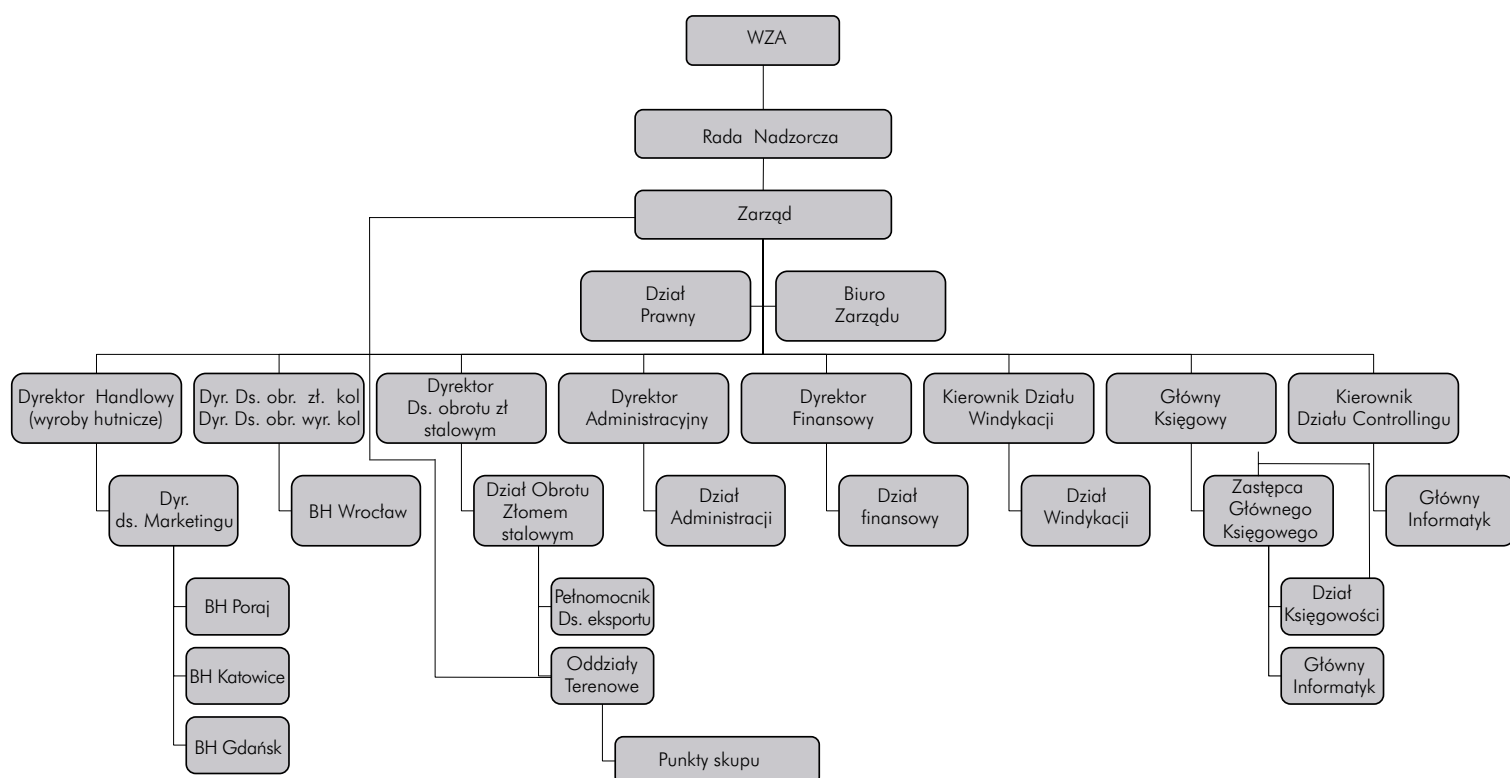 WZA
Rada Nadzorcza
Zarząd
Dział
Prawny
Biuro
Zarządu
Dyrektor Handlowy
(wyroby hutnicze)
Dyr. Ds. obr. zł. kol
Dyr. Ds. obr. wyr. kol
Dyrektor
Ds. obrotu zł
stalowym
Dyrektor
Administracyjny
Dyrektor
Finansowy
Kierownik Działu
Windykacji
Główny
Księgowy
Kierownik
Działu Controllingu
Dyr.
ds. Marketingu
BH Wrocław
Dział Obrotu
Złomem
stalowym
Dział
Administracji
Dział
finansowy
Dział
Windykacji
Zastępca
Głównego
Księgowego
Główny
Informatyk
BH Poraj
Pełnomocnik
Ds. eksportu
Dział
Księgowości
BH Katowice
Oddziały
Terenowe
Główny
Informatyk
BH Gdańsk
Punkty skupu